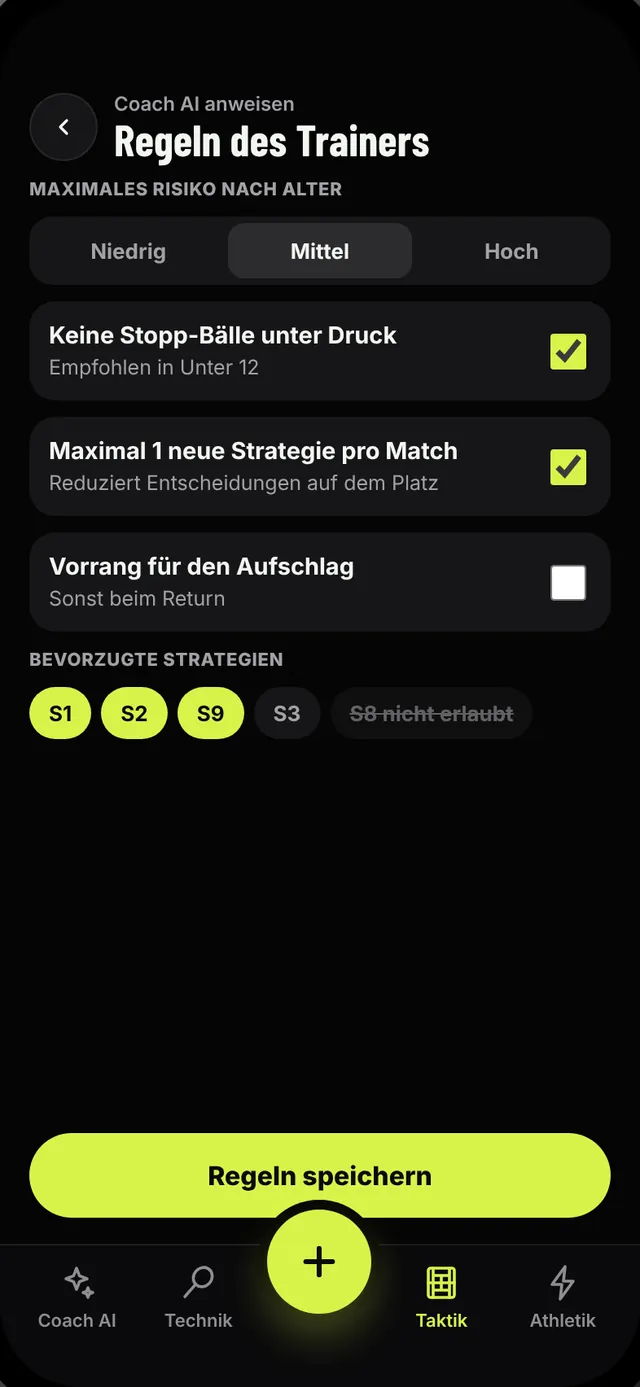 Coach AI anweisen
Regeln des Trainers
MAXIMALES RISIKO NACH ALTER
Niedrig Mittel Hoch
Keine Stopp-Bälle unter Druck
Empfohlen in Unter 12
Maximal 1 neue Strategie pro Match
Reduziert Entscheidungen auf dem Platz
Vorrang für den Aufschlag
Sonst beim Return
BEVORZUGTE STRATEGIEN
S1 S2 S9 S3 S8 nicht erlaubt
Regeln speichern
Coach AI Technik Taktik Athletik